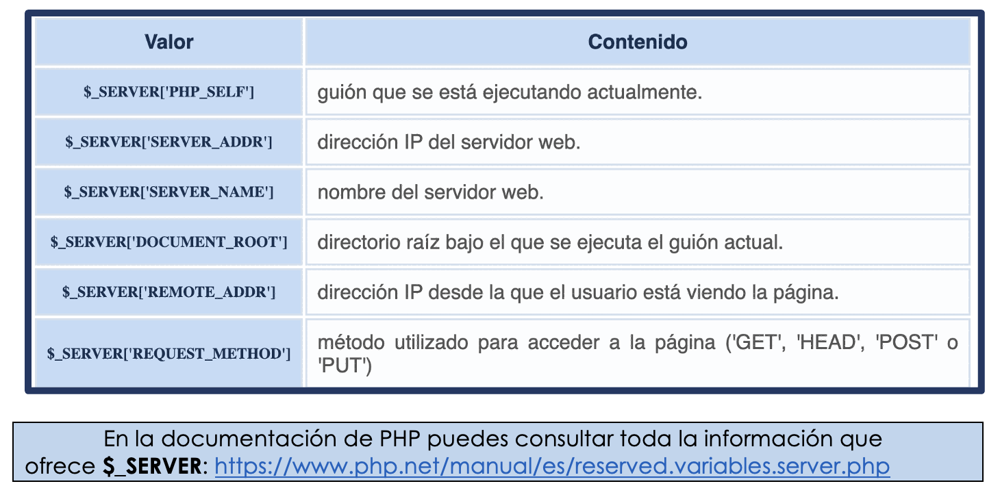 Valor Contenido
$_SERVER['PHP_SELF'] guión que se está ejecutando actualmente.
$_SERVER['SERVER_ADDR'] dirección IP del servidor web.
$_SERVER['SERVER_NAME'] nombre del servidor web.
$_SERVER['DOCUMENT_ROOT'] directorio raíz bajo el que se ejecuta el guión actual.
$_SERVER['REMOTE_ADDR'] dirección IP desde la que el usuario está viendo la página.
$_SERVER['REQUEST_METHOD'] método utilizado para acceder a la página ('GET', 'HEAD', 'POST' o
'PUT')
En la documentación de PHP puedes consultar toda la información que
ofrece $_SERVER: https://www.php.net/manual/es/reserved.variables.server.php